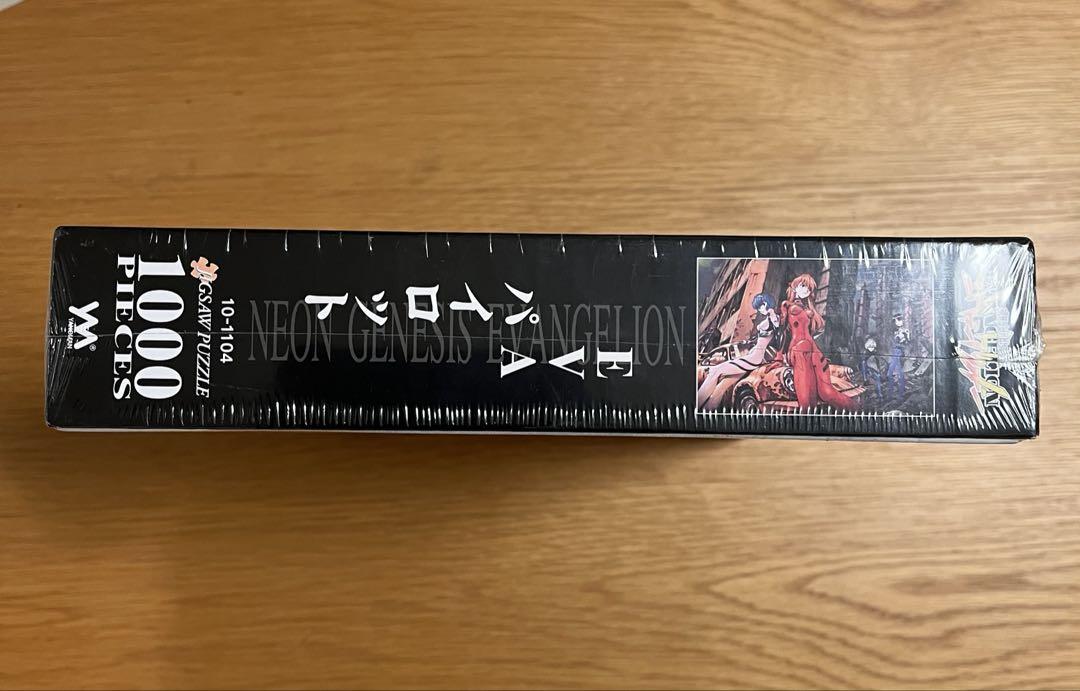 EVA
パイロット
NEON GENESIS EVANGELION
10-1104
JIGSAW PUZZLE
1000
PIECES